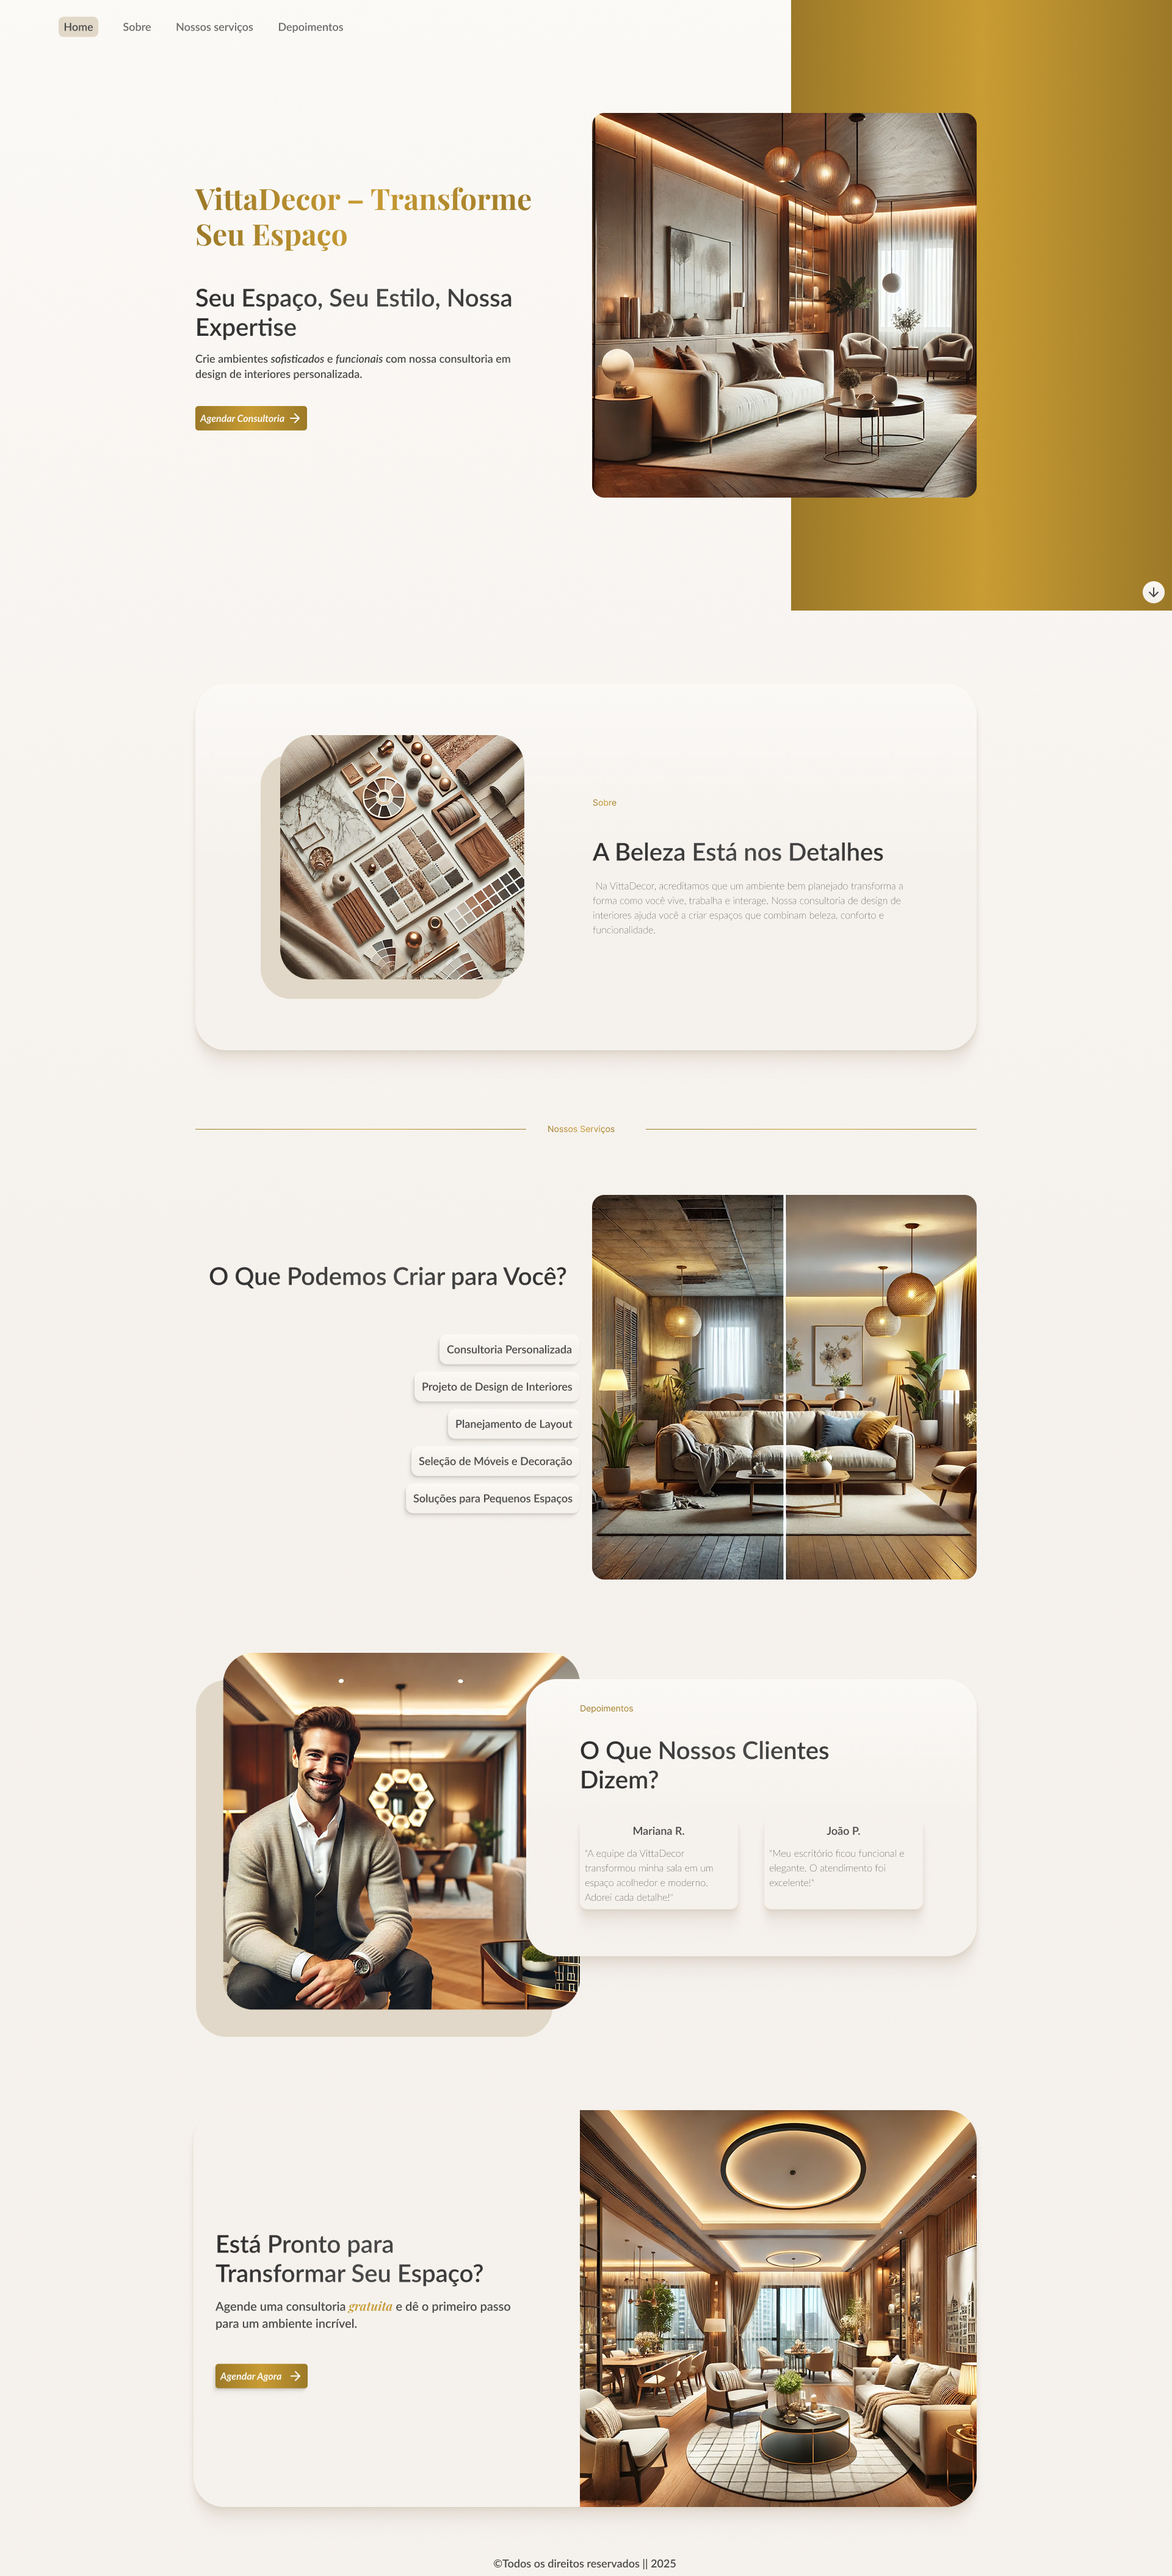 Home Sobre Nossos serviços Depoimentos
VittaDecor – Transforme
Seu Espaço
Seu Espaço, Seu Estilo, Nossa
Expertise
Crie ambientes sofisticados e funcionais com nossa consultoria em
design de interiores personalizada.
Agendar Consultoria
Sobre
A Beleza Está nos Detalhes
Na VittaDecor, acreditamos que um ambiente bem planejado transforma a
forma como você vive, trabalha e interage. Nossa consultoria de design de
interiores ajuda você a criar espaços que combinam beleza, conforto e
funcionalidade.
Nossos Serviços
O Que Podemos Criar para Você?
Consultoria Personalizada
Projeto de Design de Interiores
Planejamento de Layout
Seleção de Móveis e Decoração
Soluções para Pequenos Espaços
Depoimentos
O Que Nossos Clientes
Dizem?
Mariana R.
"A equipe da VittaDecor
transformou minha sala em um
espaço acolhedor e moderno.
Adorei cada detalhe!"
João P.
"Meu escritório ficou funcional e
elegante. O atendimento foi
excelente!"
Está Pronto para
Transformar Seu Espaço?
Agende uma consultoria gratuita e dê o primeiro passo
para um ambiente incrível.
Agendar Agora
©Todos os direitos reservados || 2025